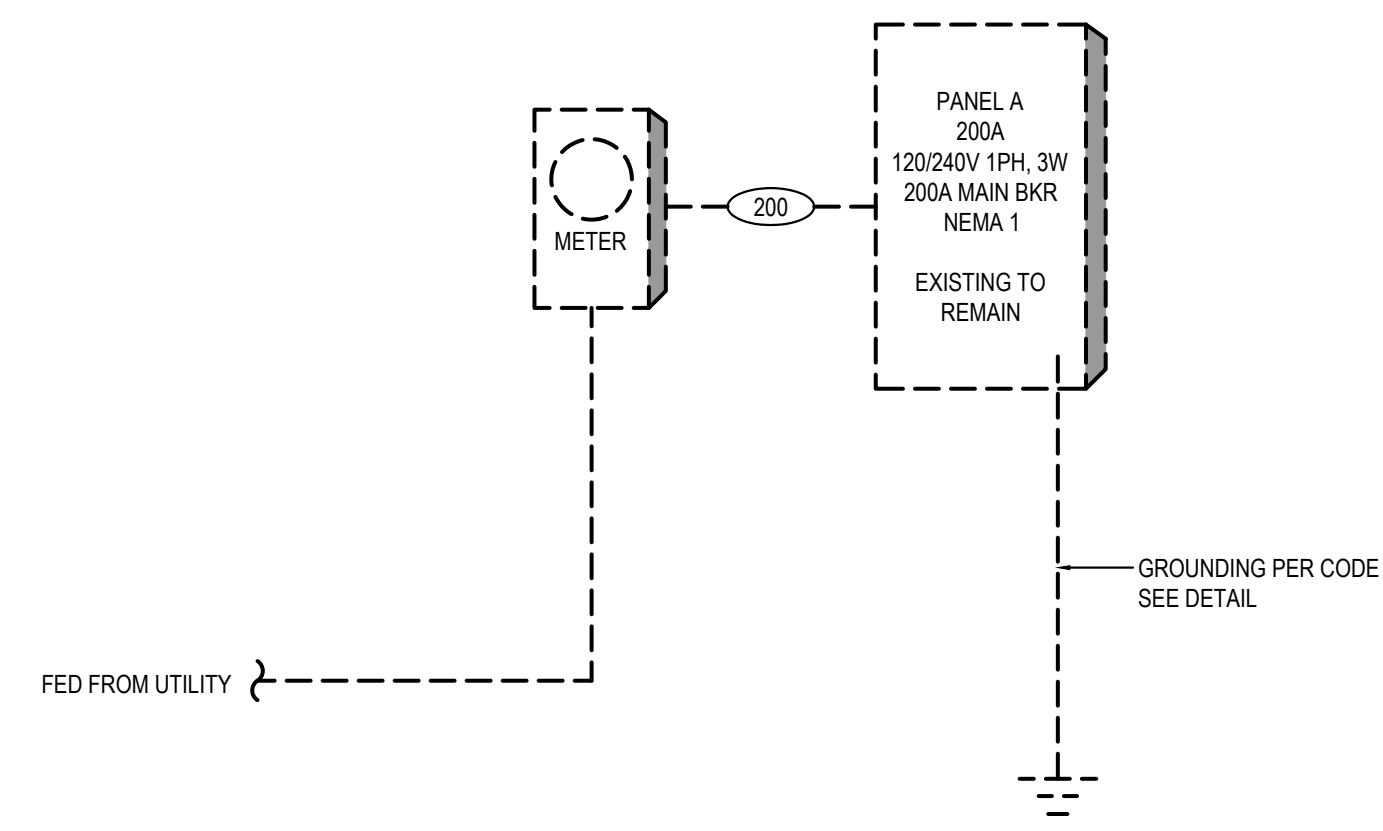 PANEL A
200A
120/240V 1PH, 3W
200A MAIN BKR
NEMA 1
EXISTING TO
REMAIN
200
METER
GROUNDING PER CODE
SEE DETAIL
FED FROM UTILITY